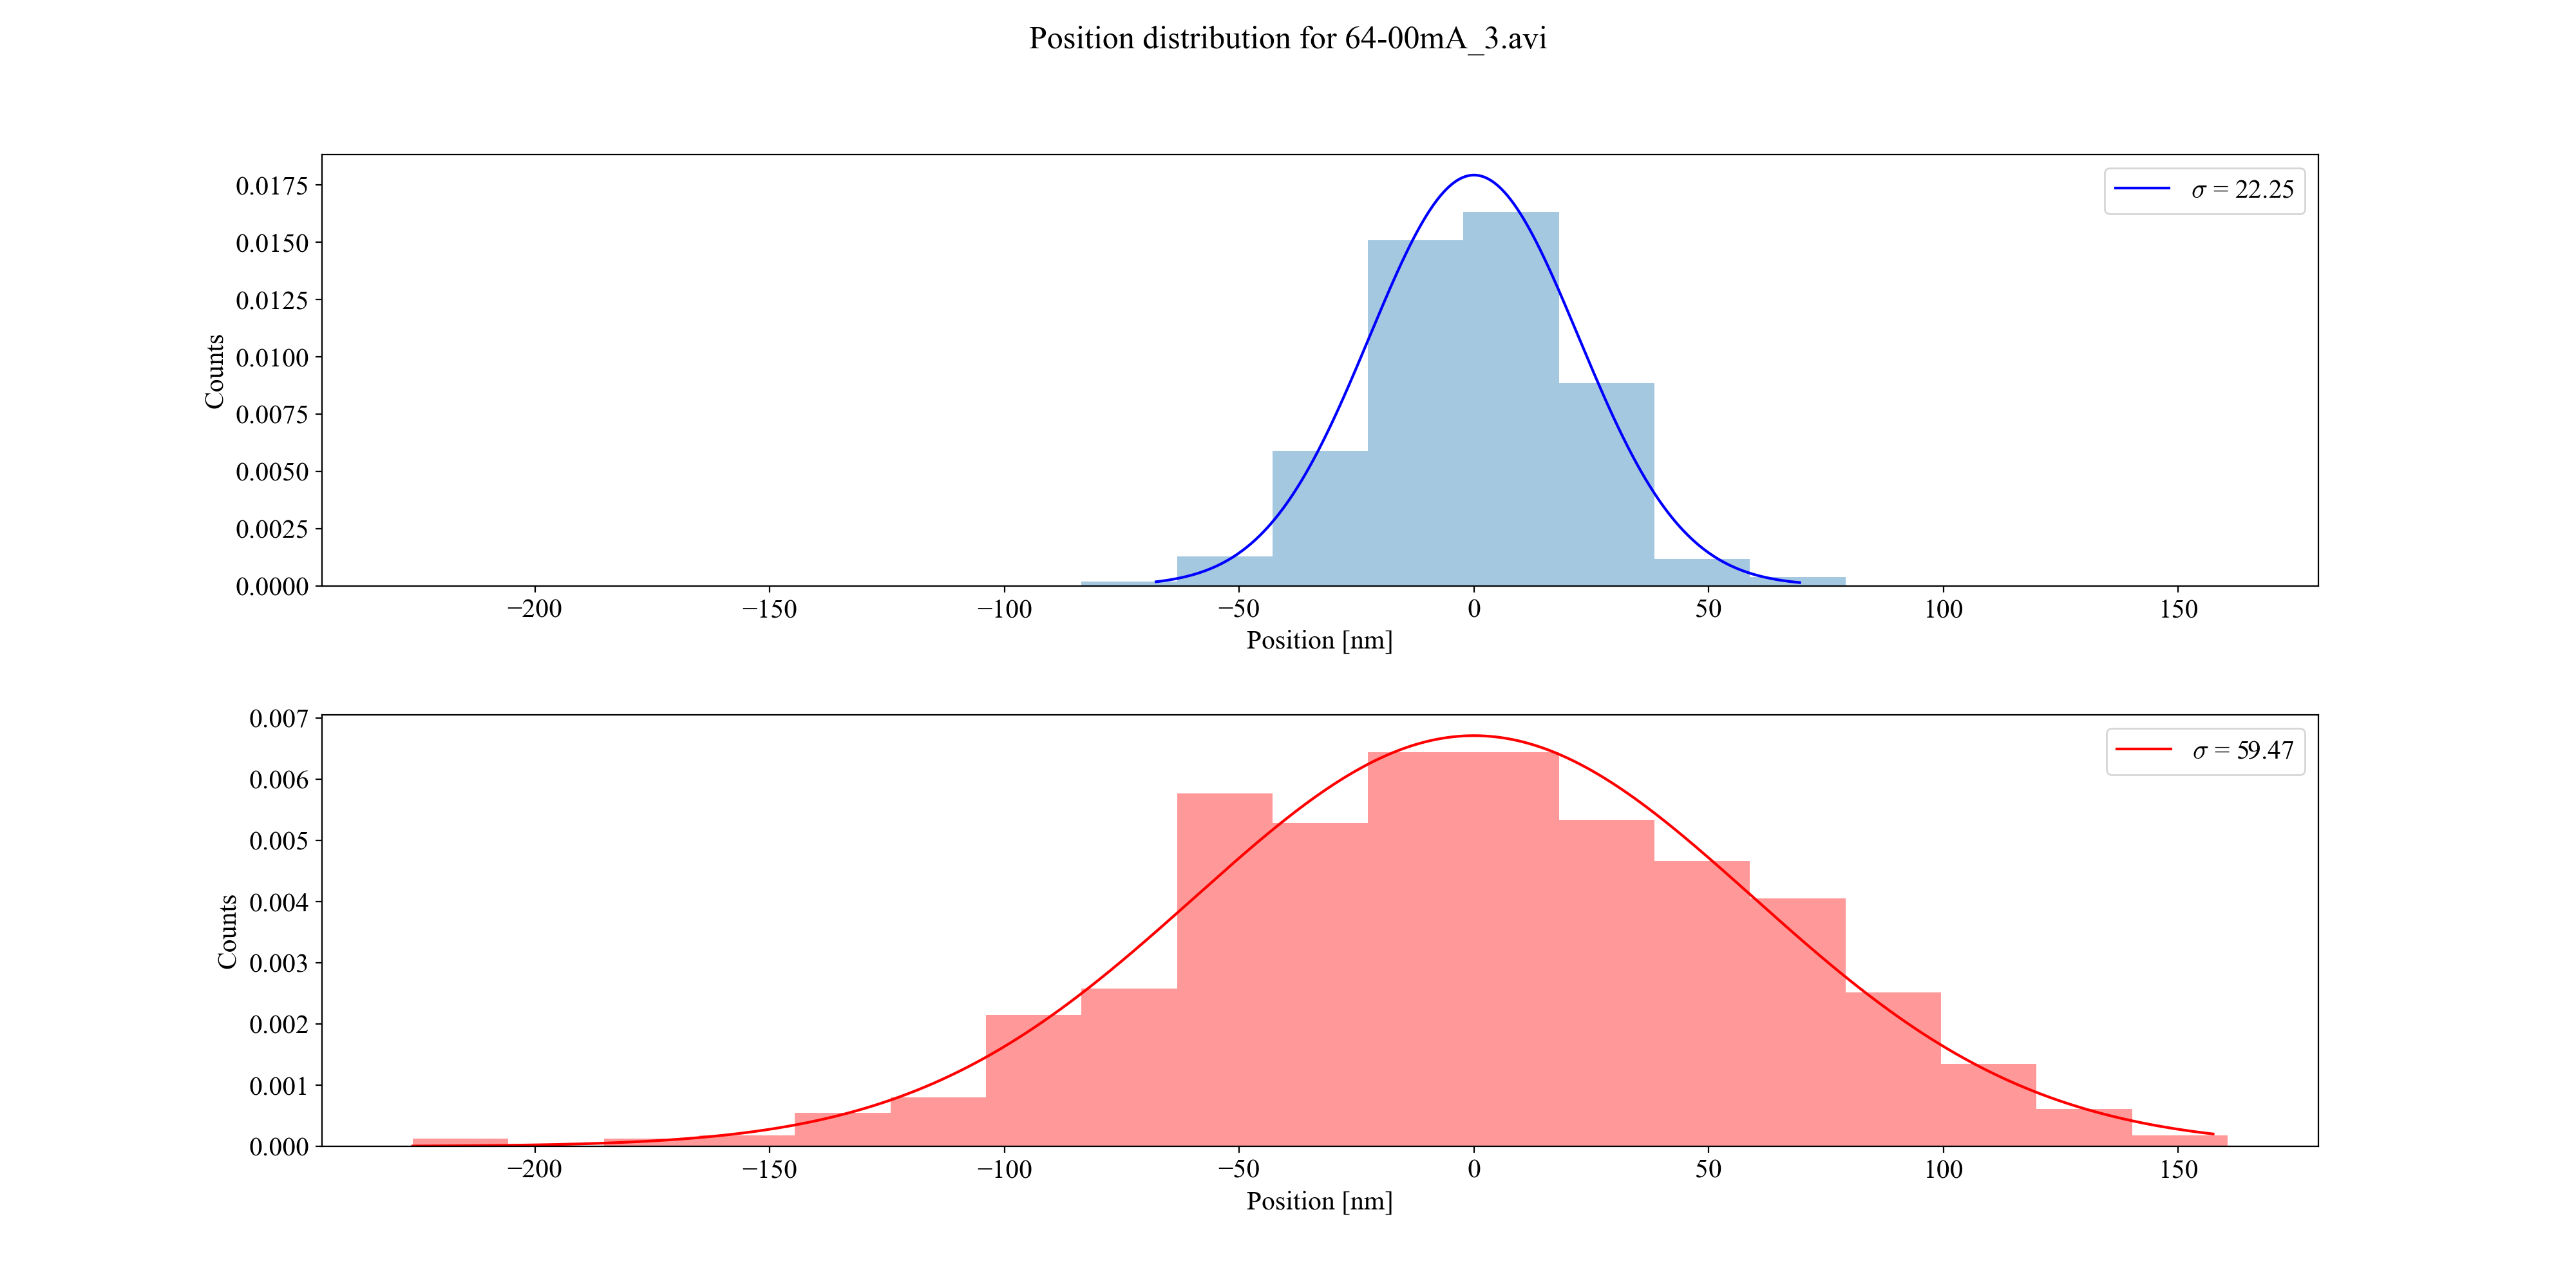 Position distribution for 64-00mA_3.avi
σ = 22.25
Counts
0.0175
0.0150
0.0125
0.0100
0.0075
0.0050
0.0025
0.0000
−200 −150 −100 −50 0 50 100 150
Position [nm]
σ = 59.47
Counts
0.007
0.006
0.005
0.004
0.003
0.002
0.001
0.000
−200 −150 −100 −50 0 50 100 150
Position [nm]